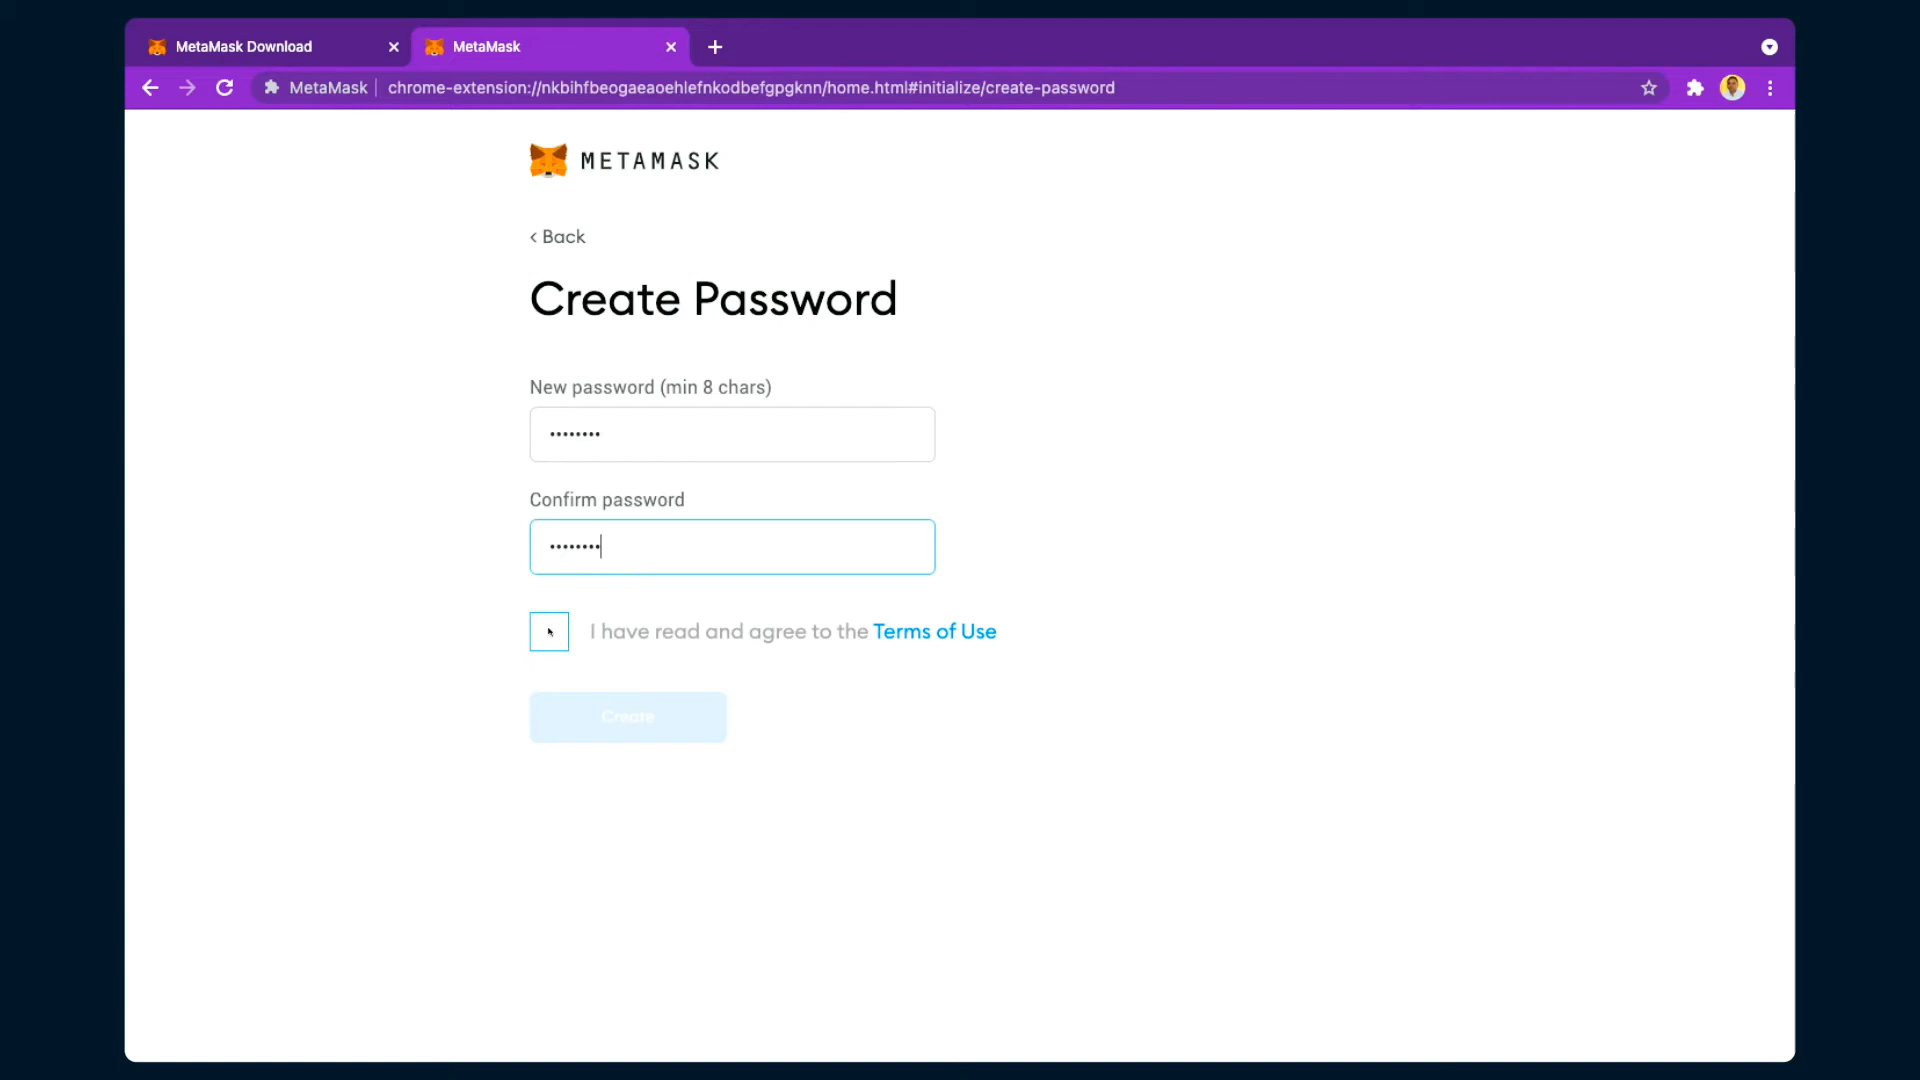 MetaMask Download
MetaMask
MetaMask chrome-extension://nkbihfbeogaeaoehlefnkodbefgpgknn/home.html#initialize/create-password
METAMASK
< Back
Create Password
New password (min 8 chars)
••••••••
Confirm password
••••••••
I have read and agree to the Terms of Use
Create